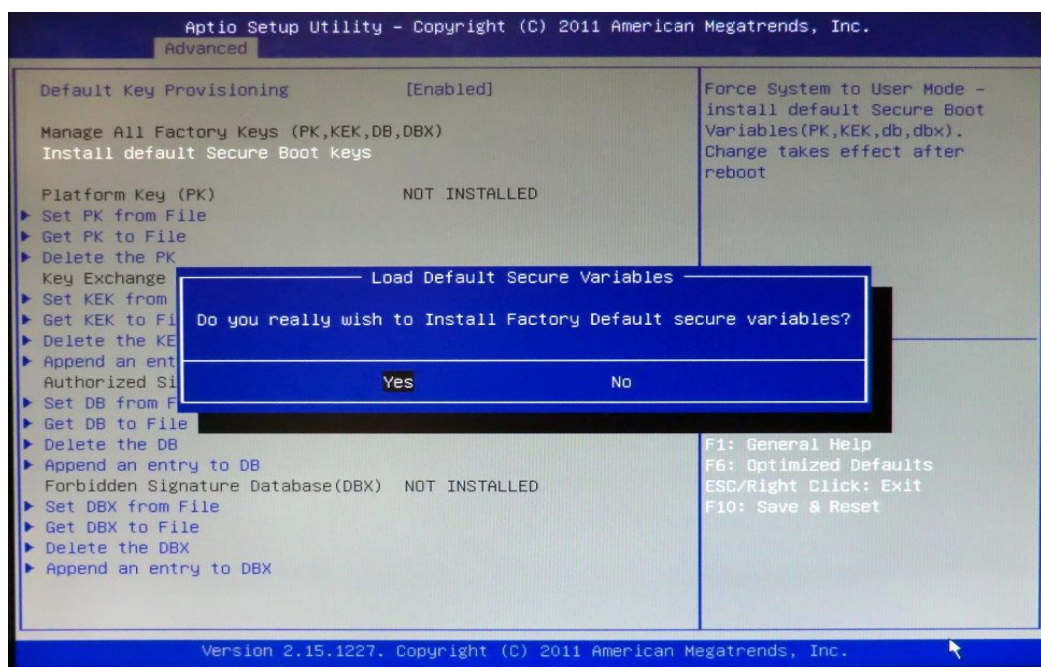 Aptio Setup Utility – Copyright (C) 2011 American Megatrends, Inc.
Advanced
Default Key Provisioning [Enabled]
Manage All Factory Keys (PK,KEK,DB,DBX)
Install default Secure Boot keys
Platform Key (PK) NOT INSTALLED
Set PK from File
Get PK to File
Delete the PK
Key Exchange
Set KEK from
Get KEK to Fi
Delete the KE
Append an ent
Authorized Si
Set DB from F
Get DB to File
Delete the DB
Append an entry to DB
Forbidden Signature Database(DBX) NOT INSTALLED
Set DBX from File
Get DBX to File
Delete the DBX
Append an entry to DBX
Load Default Secure Variables
Do you really wish to Install Factory Default secure variables?
Yes No
Force System to User Mode –
install default Secure Boot
Variables(PK,KEK,db,dbx).
Change takes effect after
reboot
F1: General Help
F6: Optimized Defaults
ESC/Right Click: Exit
F10: Save & Reset
Version 2.15.1227. Copyright (C) 2011 American Megatrends, Inc.